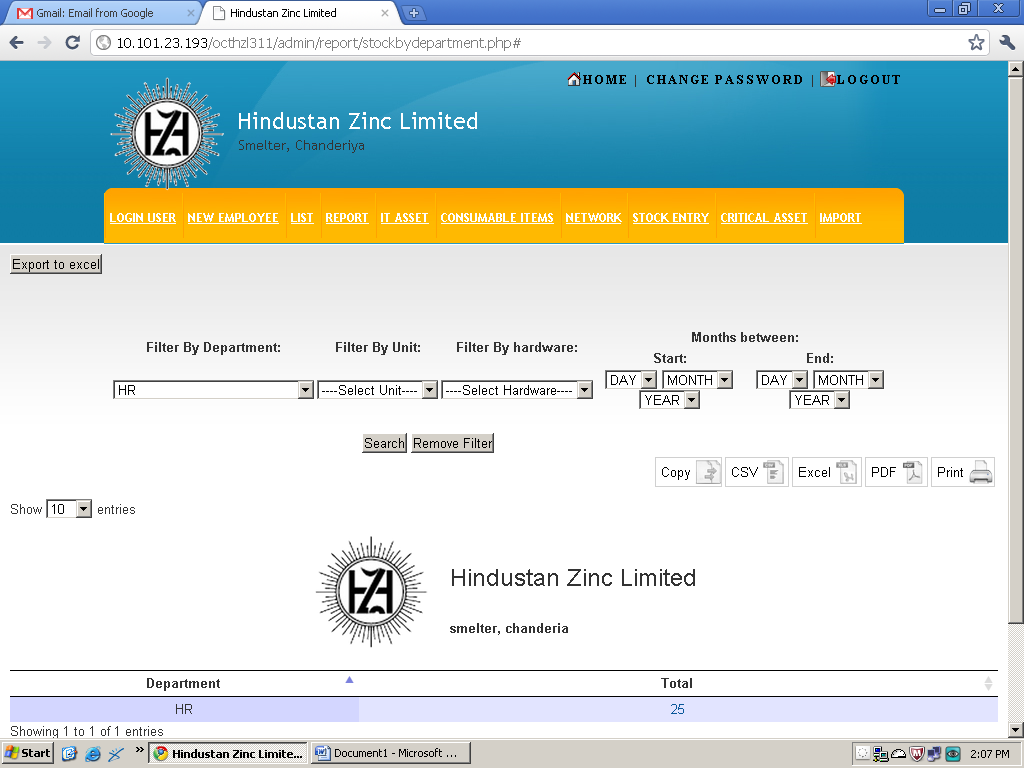 Gmail: Email from Google
Hindustan Zinc Limited
10.101.23.193/octhzl311/admin/report/stockbydepartment.php#
HOME | CHANGE PASSWORD | LOGOUT
Hindustan Zinc Limited
Smelter, Chanderiya
LOGIN USER NEW EMPLOYEE LIST REPORT IT ASSET CONSUMABLE ITEMS NETWORK STOCK ENTRY CRITICAL ASSET IMPORT
Export to excel
Months between:
Filter By Department: Filter By Unit: Filter By hardware:
Start: End:
HR ----Select Unit---- ----Select Hardware---- DAY MONTH DAY MONTH
YEAR YEAR
Search Remove Filter
Copy CSV Excel PDF Print
Show 10 entries
Hindustan Zinc Limited
smelter, chanderia
Department Total
HR 25
Showing 1 to 1 of 1 entries
Start » Hindustan Zinc Limite... Document1 - Microsoft ... 2:07 PM